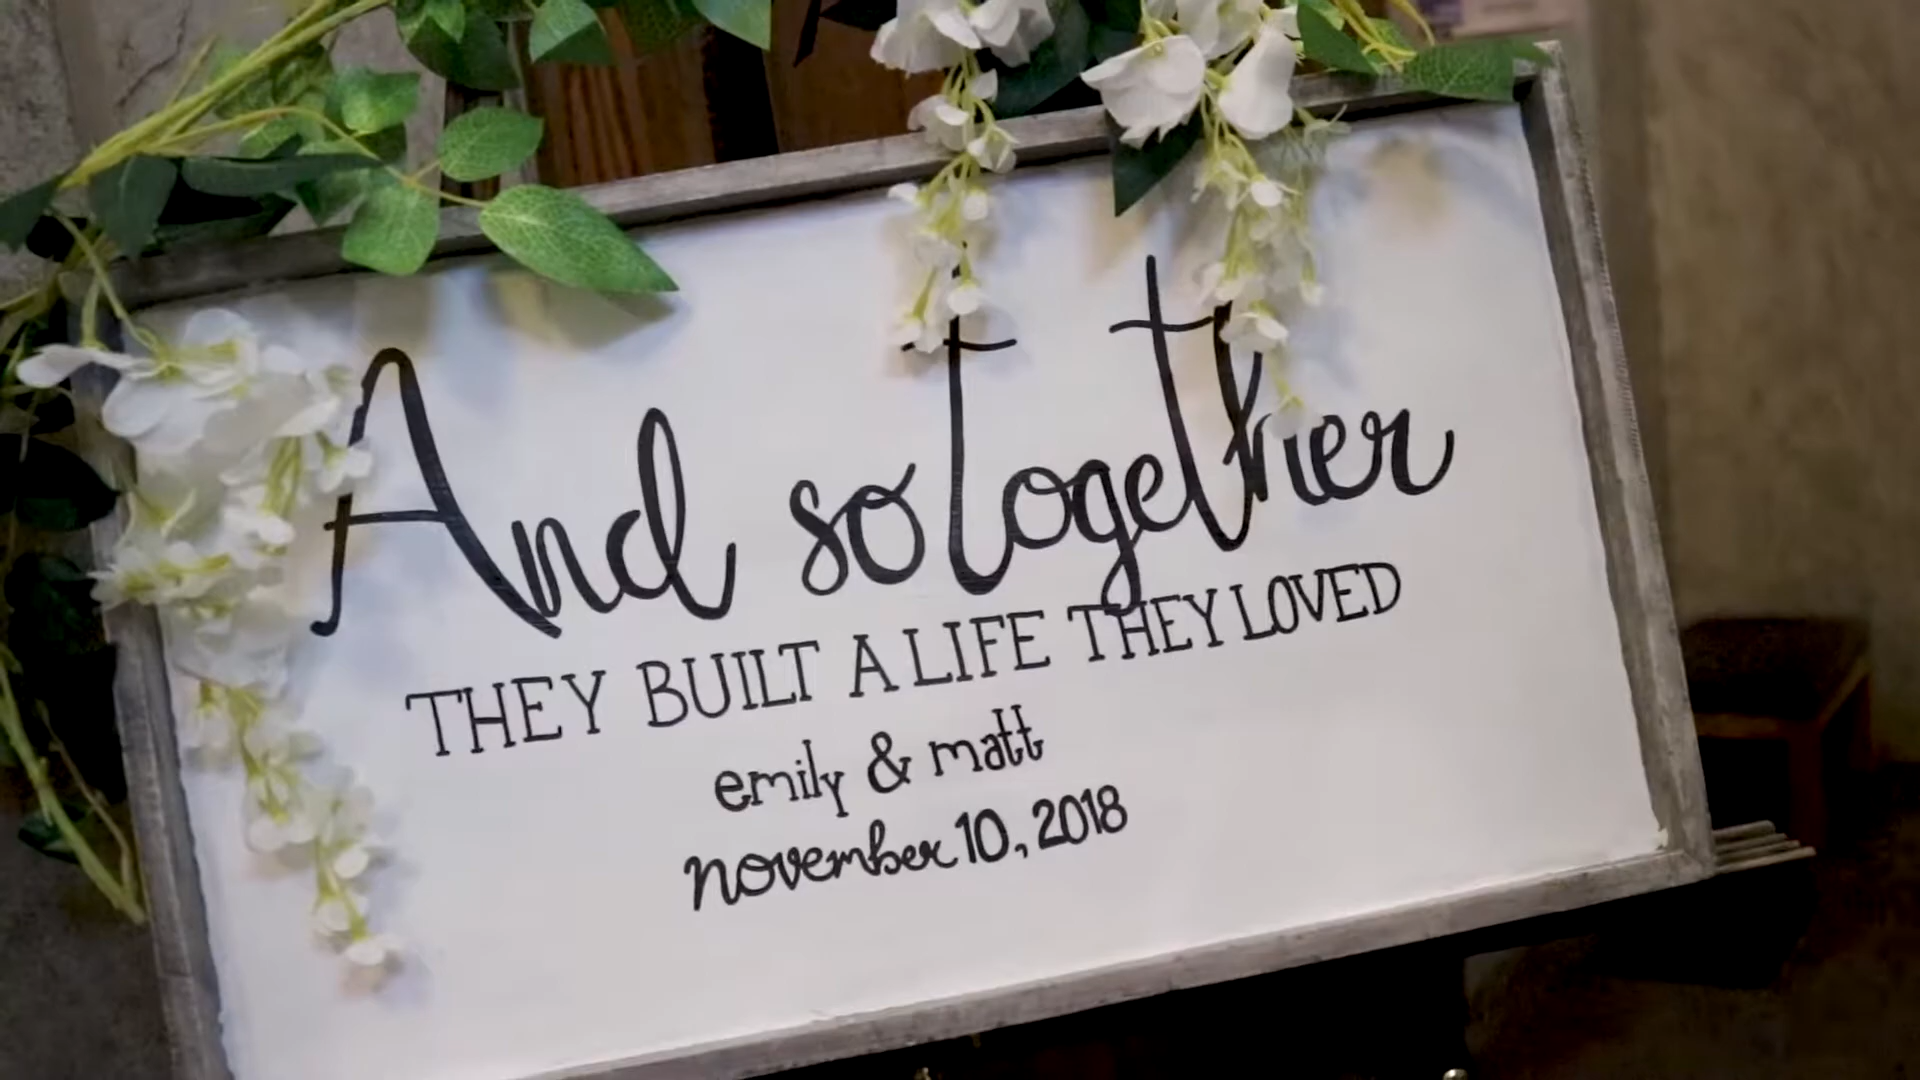 And so together
THEY BUILT A LIFE THEY LOVED
emily & matt
november 10, 2018